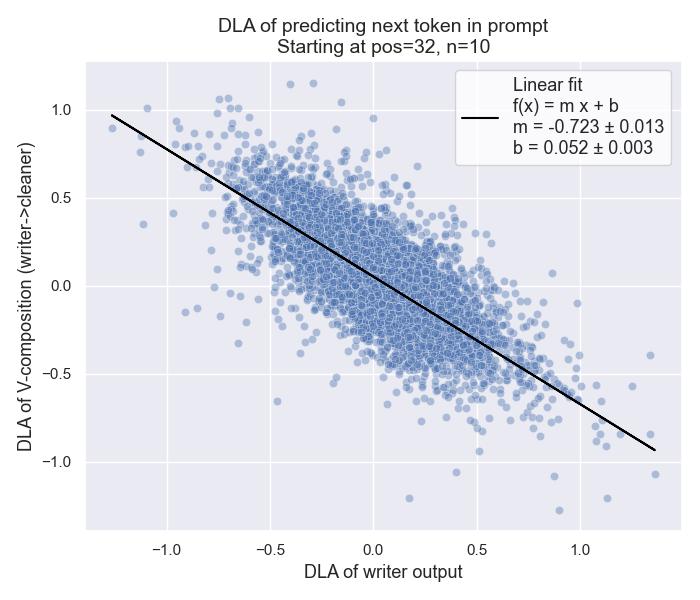 DLA of predicting next token in prompt
Starting at pos=32, n=10
Linear fit
f(x) = m x + b
m = -0.723 ± 0.013
b = 0.052 ± 0.003
DLA of V-composition (writer->cleaner)
1.0
0.5
0.0
−0.5
−1.0
−1.0 −0.5 0.0 0.5 1.0
DLA of writer output